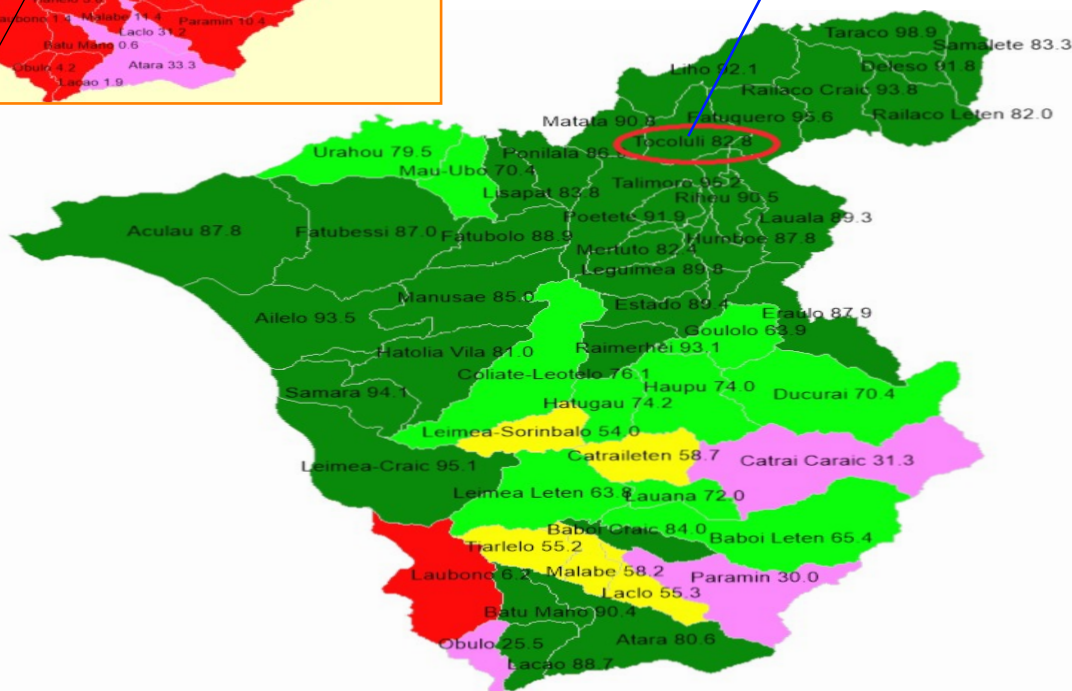 Laubono 1.4
Malabe 11.4
Paramin 10.4
Laclo 31.2
Batu Mano 0.6
Obulo 4.2
Atara 33.3
Lacao 1.9
Taraco 98.9
Samalete 83.3
Liho 92.1
Deleso 91.8
Railaco Craic 93.8
Matata 90.8
Fatuquero 95.6
Railaco Leten 82.0
Tocoluli 82.8
Urahou 79.5
Ponilala
Mau-Ubo 70.4
Talimoro 95.2
Lisapat 83.8
Riheu 90.5
Poetete 91.9
Lauala 89.3
Aculau 87.8
Fatubessi 87.0
Fatubolo 88.9
Humboe 87.8
Mertuto 82.4
Leguimea 89.8
Manusae 85.0
Estado 89.4
Ailelo 93.5
Eraulo 87.9
Goulolo 63.9
Hatolia Vila 81.0
Raimerhei 93.1
Coliate-Leotelo 76.1
Haupu 74.0
Samara 94.1
Ducurai 70.4
Hatugau 74.2
Leimea-Sorinbalo 54.0
Catraileten 58.7
Catrai Caraic 31.3
Leimea-Craic 95.1
Leimea Leten 63.8
Lauana 72.0
Baboi Craic 84.0
Baboi Leten 65.4
Tiarlelo 55.2
Laubono 6.2
Malabe 58.2
Paramin 30.0
Laclo 55.3
Batu Mano 90.4
Obulo 25.5
Atara 80.6
Lacao 88.7